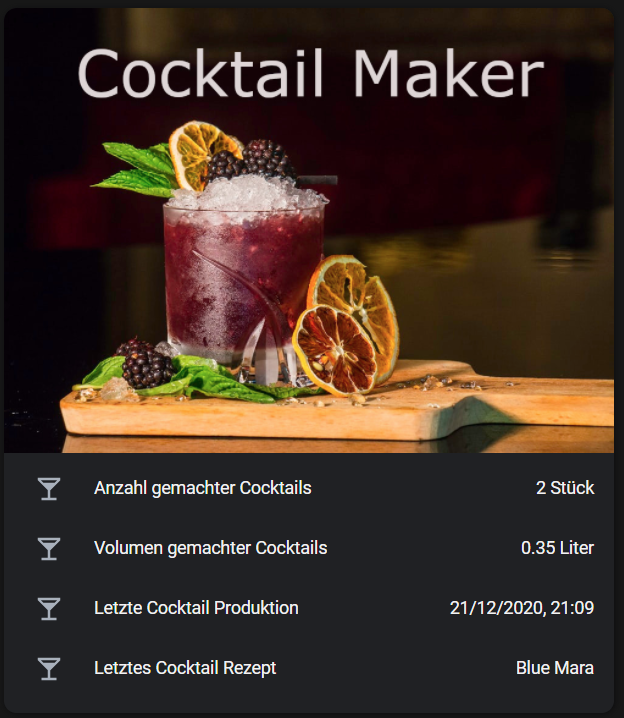 Cocktail Maker
Anzahl gemachter Cocktails 2 Stück
Volumen gemachter Cocktails 0.35 Liter
Letzte Cocktail Produktion 21/12/2020, 21:09
Letztes Cocktail Rezept Blue Mara